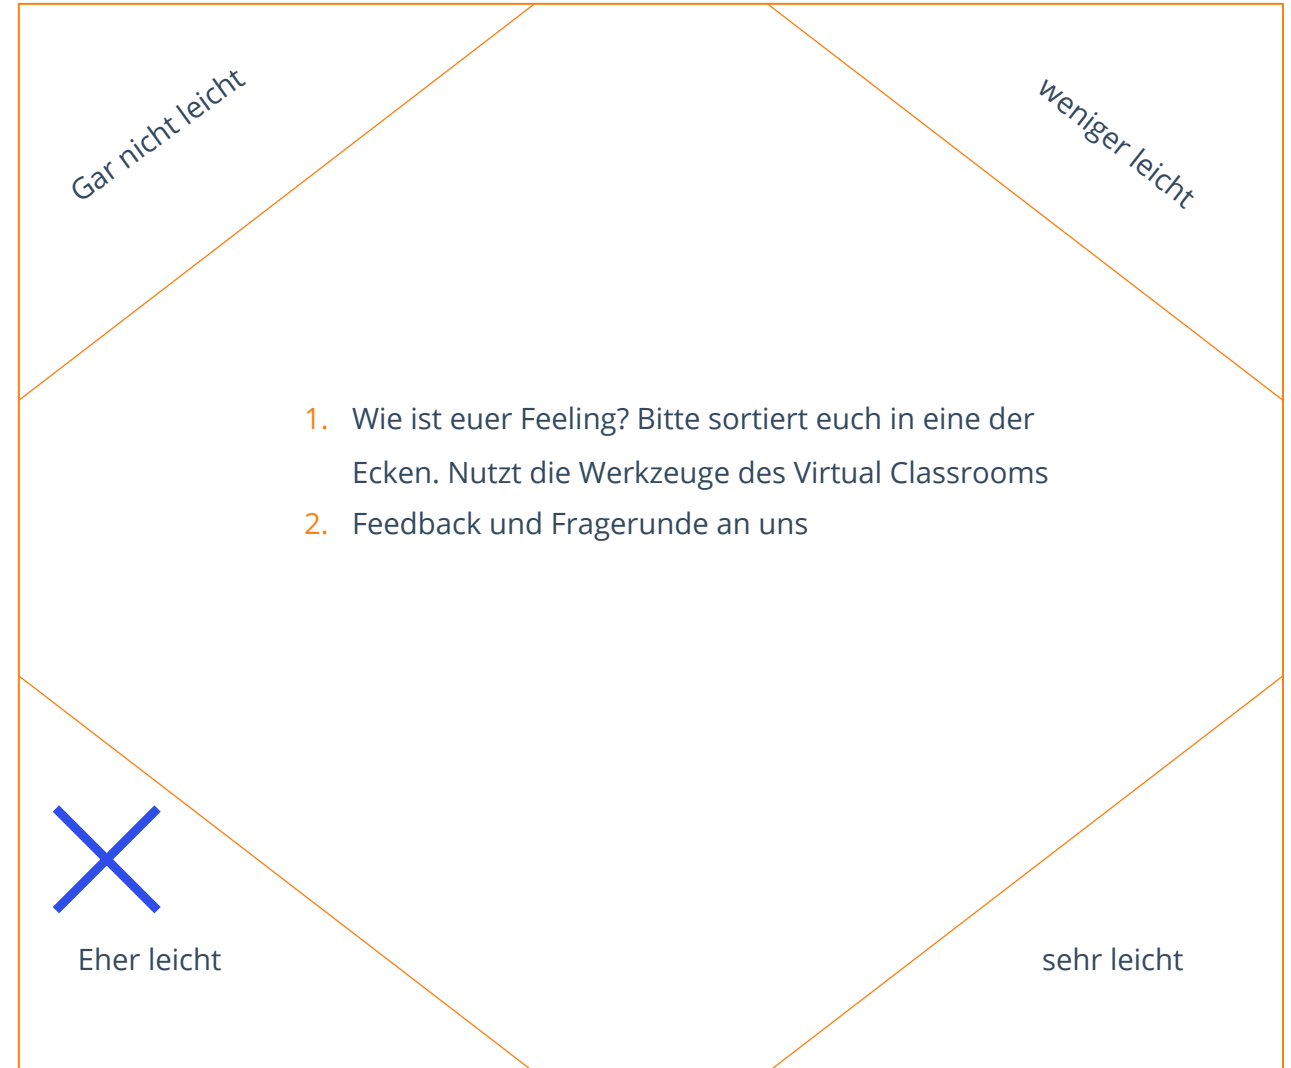 Gar nicht leicht
weniger leicht
1. Wie ist euer Feeling? Bitte sortiert euch in eine der
Ecken. Nutzt die Werkzeuge des Virtual Classrooms
2. Feedback und Fragerunde an uns
Eher leicht
sehr leicht